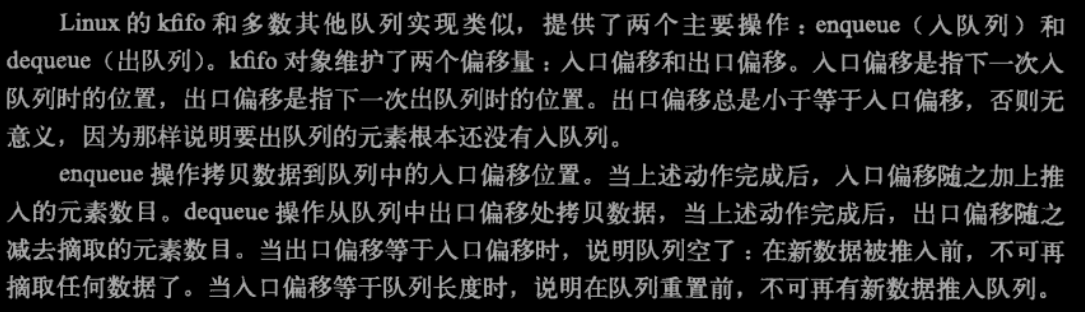 Linux 的 kfifo 和多数其他队列实现类似，提供了两个主要操作：enqueue（入队列）和
dequeue（出队列）。kfifo 对象维护了两个偏移量：入口偏移和出口偏移。入口偏移是指下一次入
队列时的位置，出口偏移是指下一次出队列时的位置。出口偏移总是小于等于入口偏移，否则无
意义，因为那样说明要出队列的元素根本还没有入队列。
enqueue 操作拷贝数据到队列中的入口偏移位置。当上述动作完成后，入口偏移随之加上推
入的元素数目。dequeue 操作从队列中出口偏移处拷贝数据，当上述动作完成后，出口偏移随之
减去摘取的元素数目。当出口偏移等于入口偏移时，说明队列空了：在新数据被推入前，不可再
摘取任何数据了。当入口偏移等于队列长度时，说明在队列重置前，不可再有新数据推入队列。